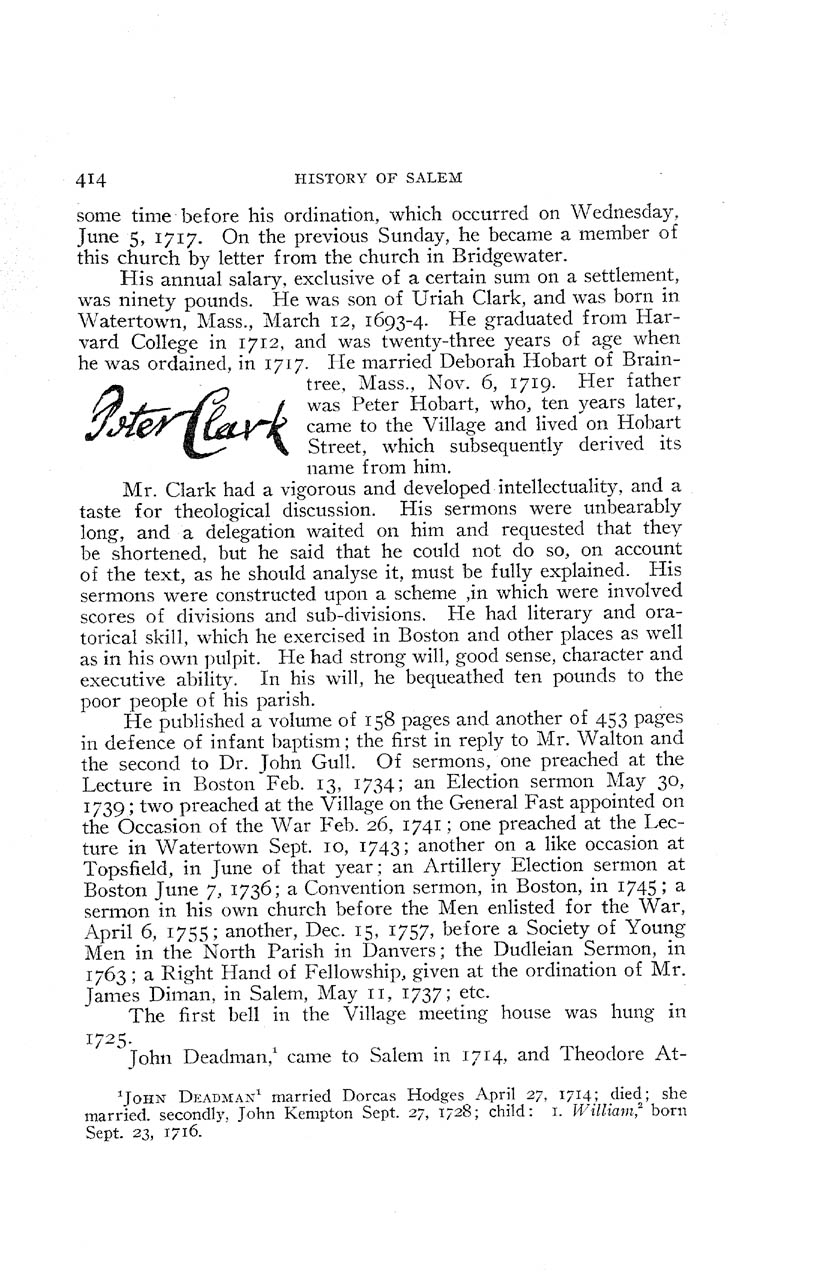 414 HISTORY OF SALEM
some time before his ordination, which occurred on Wednesday,
June 5, 1717. On the previous Sunday, he became a member of
this church by letter from the church in Bridgewater.
His annual salary, exclusive of a certain sum on a settlement,
was ninety pounds. He was son of Uriah Clark, and was born in
Watertown, Mass., March 12, 1693-4. He graduated from Har-
vard College in 1712, and was twenty-three years of age when
he was ordained, in 1717. He married Deborah Hobart of Brain-
tree, Mass., Nov. 6, 1719. Her father
was Peter Hobart, who, ten years later,
came to the Village and lived on Hobart
Street, which subsequently derived its
name from him.
Peter Clark
Mr. Clark had a vigorous and developed intellectuality, and a
taste for theological discussion. His sermons were unbearably
long, and a delegation waited on him and requested that they
be shortened, but he said that he could not do so, on account
of the text, as he should analyse it, must be fully explained. His
sermons were constructed upon a scheme ,in which were involved
scores of divisions and sub-divisions. He had literary and ora-
torical skill, which he exercised in Boston and other places as well
as in his own pulpit. He had strong will, good sense, character and
executive ability. In his will, he bequeathed ten pounds to the
poor people of his parish.
He published a volume of 158 pages and another of 453 pages
in defence of infant baptism; the first in reply to Mr. Walton and
the second to Dr. John Gull. Of sermons, one preached at the
Lecture in Boston Feb. 13, 1734; an Election sermon May 30,
1739; two preached at the Village on the General Fast appointed on
the Occasion of the War Feb. 26, 1741; one preached at the Lec-
ture in Watertown Sept. 10, 1743; another on a like occasion at
Topsfield, in June of that year; an Artillery Election sermon at
Boston June 7, 1736; a Convention sermon, in Boston, in 1745; a
sermon in his own church before the Men enlisted for the War,
April 6, 1755; another, Dec. 15, 1757, before a Society of Young
Men in the North Parish in Danvers; the Dudleian Sermon, in
1763; a Right Hand of Fellowship, given at the ordination of Mr.
James Diman, in Salem, May 11, 1737; etc.
The first bell in the Village meeting house was hung in
1725.
John Deadman,¹ came to Salem in 1714, and Theodore At-
¹JOHN DEADMAN¹ married Dorcas Hodges April 27, 1714; died; she
married. secondly, John Kempton Sept. 27, 1728; child: 1. William,² born
Sept. 23, 1716.